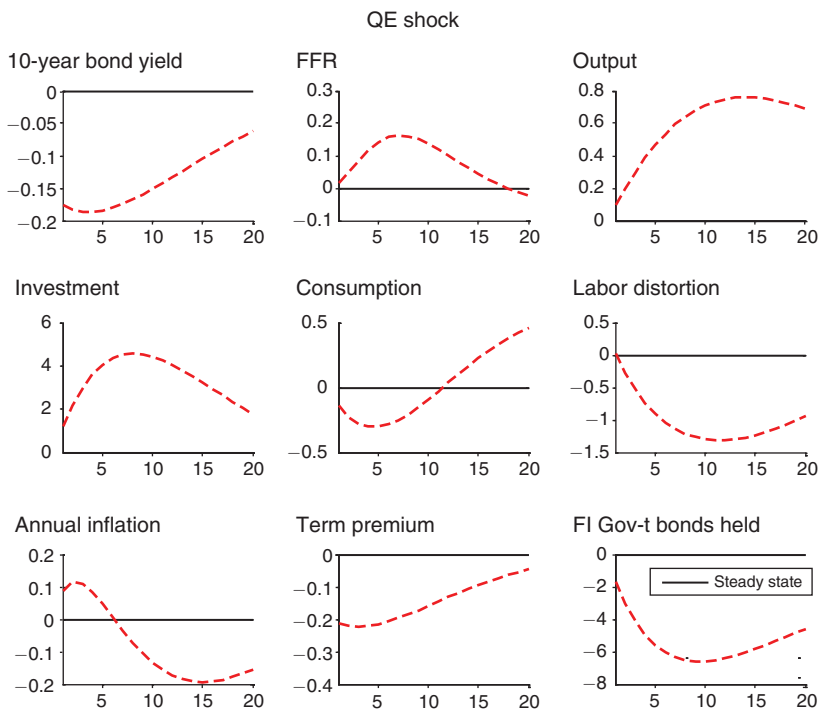 QE shock
10-year bond yield
0
−0.05
−0.1
−0.15
−0.2
5 10 15 20
FFR
0.3
0.2
0.1
0
−0.1
5 10 15 20
Output
0.8
0.6
0.4
0.2
0
5 10 15 20
Investment
6
4
2
0
5 10 15 20
Consumption
0.5
0
−0.5
5 10 15 20
Labor distortion
0.5
0
−0.5
−1
−1.5
5 10 15 20
Annual inflation
0.2
0.1
0
−0.1
−0.2
5 10 15 20
Term premium
0
−0.1
−0.2
−0.3
−0.4
5 10 15 20
FI Gov-t bonds held
0
−2
−4
−6
−8
Steady state
5 10 15 20